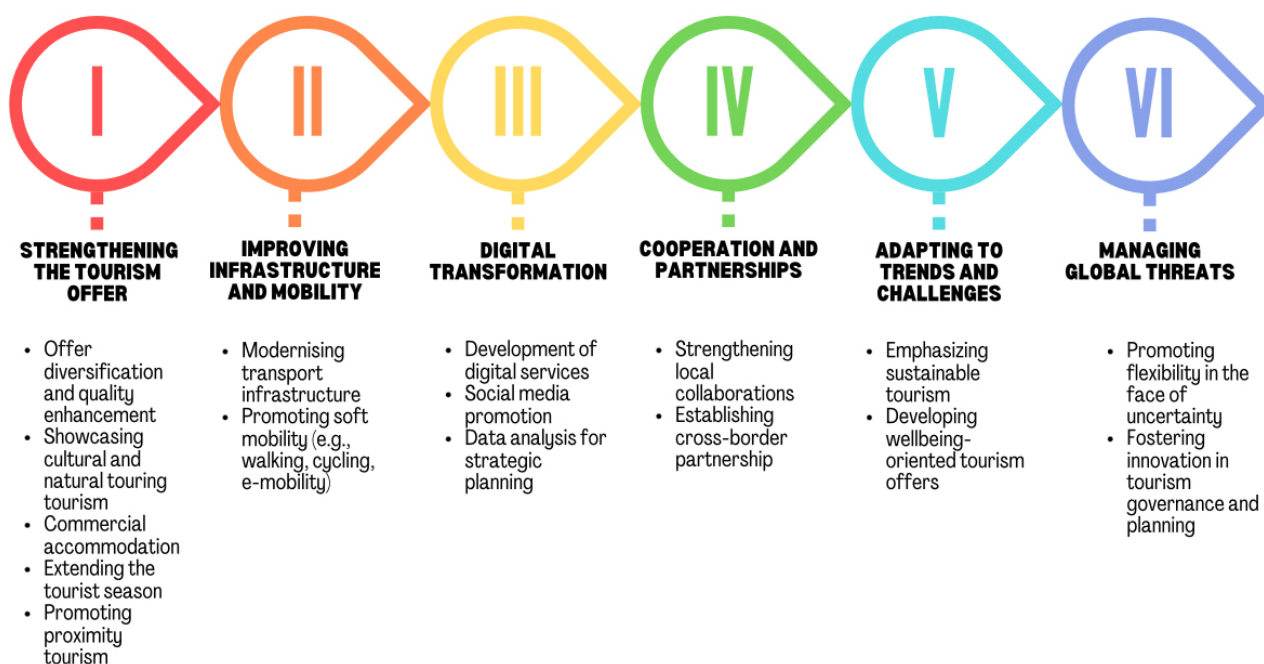 I
II
III
IV
V
VI
STRENGTHENING
THE TOURISM
OFFER
• Offer
diversification
and quality
enhancement
• Showcasing
cultural and
natural touring
tourism
• Commercial
accommodation
• Extending the
tourist season
• Promoting
proximity
tourism
IMPROVING
INFRASTRUCTURE
AND MOBILITY
• Modernising
transport
infrastructure
• Promoting soft
mobility (e.g.,
walking, cycling,
e-mobility)
DIGITAL
TRANSFORMATION
• Development of
digital services
• Social media
promotion
• Data analysis for
strategic
planning
COOPERATION AND
PARTNERSHIPS
• Strengthening
local
collaborations
• Establishing
cross-border
partnership
ADAPTING TO
TRENDS AND
CHALLENGES
• Emphasizing
sustainable
tourism
• Developing
wellbeing-
oriented tourism
offers
MANAGING
GLOBAL THREATS
• Promoting
flexibility in the
face of
uncertainty
• Fostering
innovation in
tourism
governance and
planning